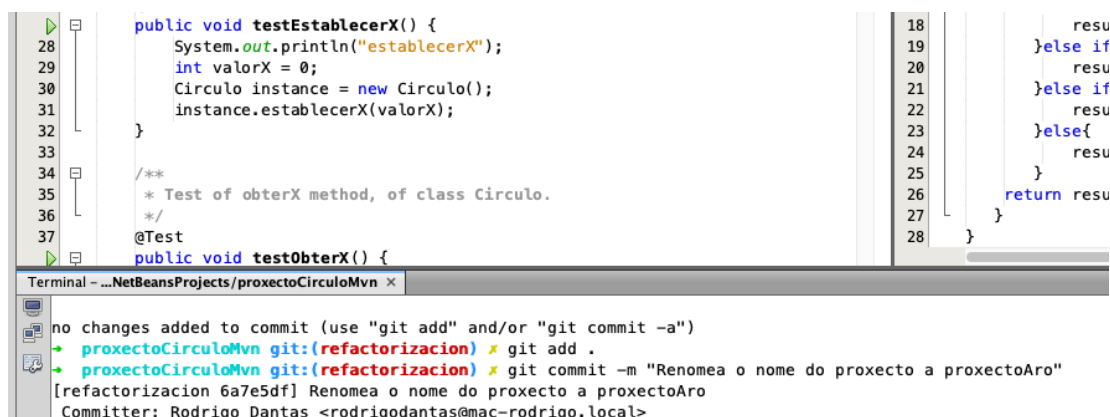 public void testEstablecerX() {
28 System.out.println("establecerX");
29 int valorX = 0;
30 Circulo instance = new Circulo();
31 instance.establecerX(valorX);
32 }
33
34 /**
35 * Test of obterX method, of class Circulo.
36 */
37 @Test
public void testObterX() {
18 resu
19 }else if
20 resu
21 }else if
22 resu
23 }else{
24 resu
25 }
26 return resu
27 }
28 }
Terminal - ...NetBeansProjects/proxectoCirculoMvn ×
no changes added to commit (use "git add" and/or "git commit -a")
→ proxectoCirculoMvn git:(refactorizacion) ✗ git add .
→ proxectoCirculoMvn git:(refactorizacion) ✗ git commit -m "Renomea o nome do proxecto a proxectoAro"
[refactorizacion 6a7e5df] Renomea o nome do proxecto a proxectoAro
Committer: Rodrigo Dantas <rodrigodantas@mac-rodrigo.local>